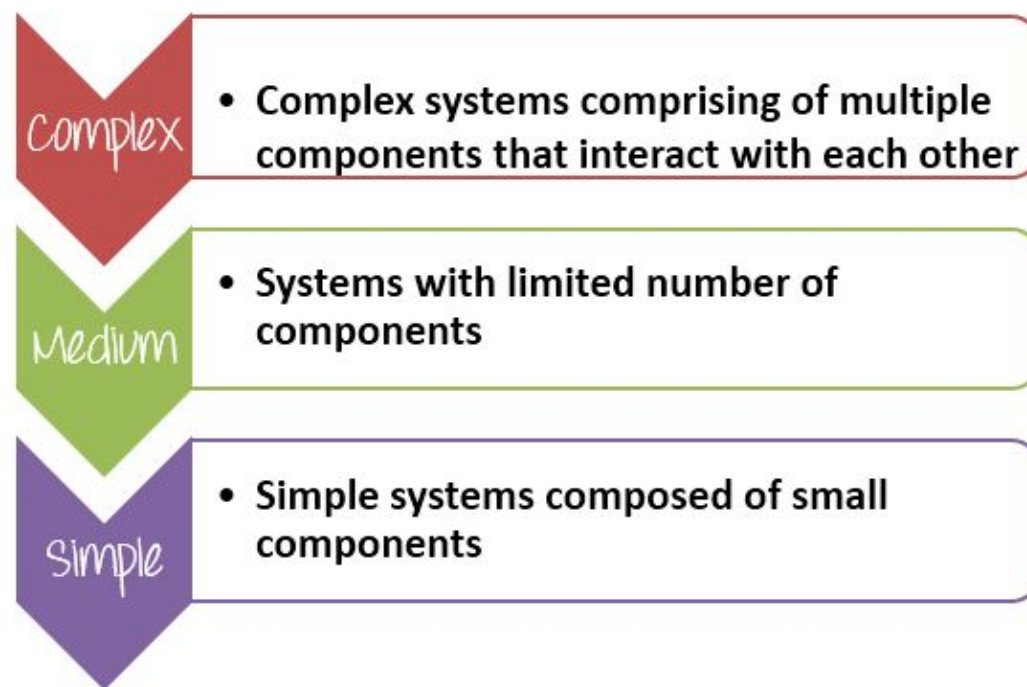 Complex
• Complex systems comprising of multiple
components that interact with each other
Medium
• Systems with limited number of
components
Simple
• Simple systems composed of small
components